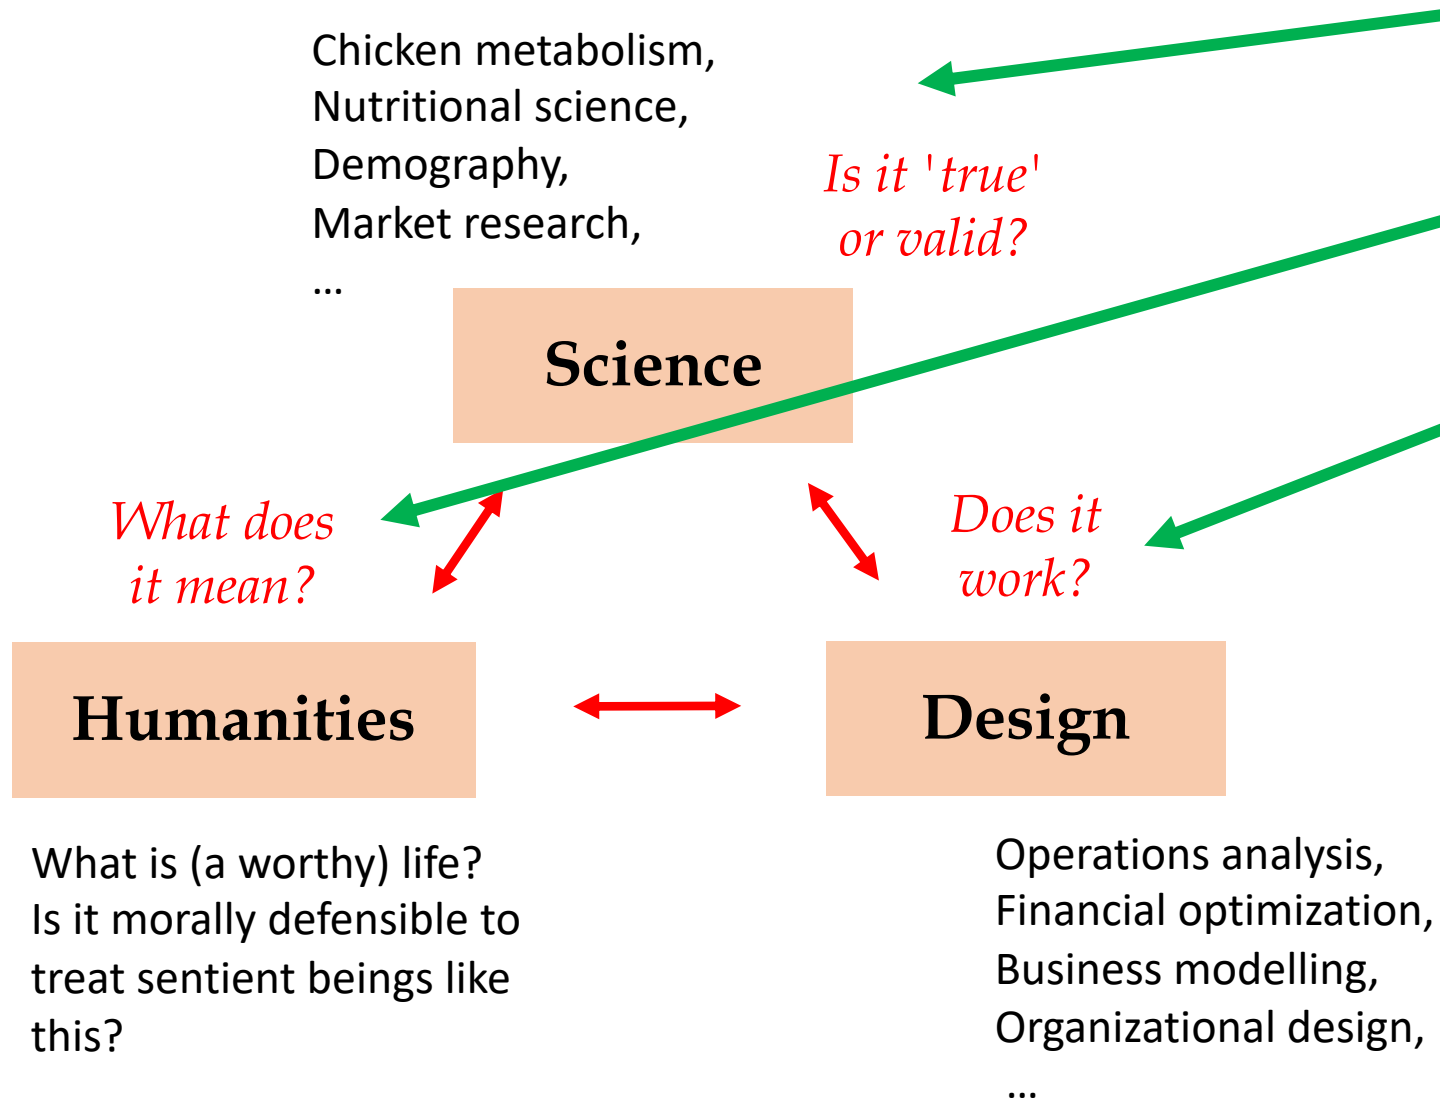 Chicken metabolism,
Nutritional science,
Demography,
Market research,
…
Is it 'true'
or valid?
Science
What does
it mean?
Does it
work?
Humanities
Design
What is (a worthy) life?
Is it morally defensible to
treat sentient beings like
this?
Operations analysis,
Financial optimization,
Business modelling,
Organizational design,
…